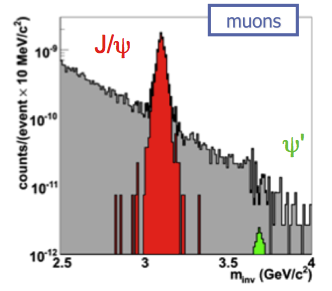 muons
J/ψ
ψ'
counts/(event × 10 MeV/c²)
10⁻⁹
10⁻¹⁰
10⁻¹¹
10⁻¹²
2.5
3
3.5
4
m_inv (GeV/c²)